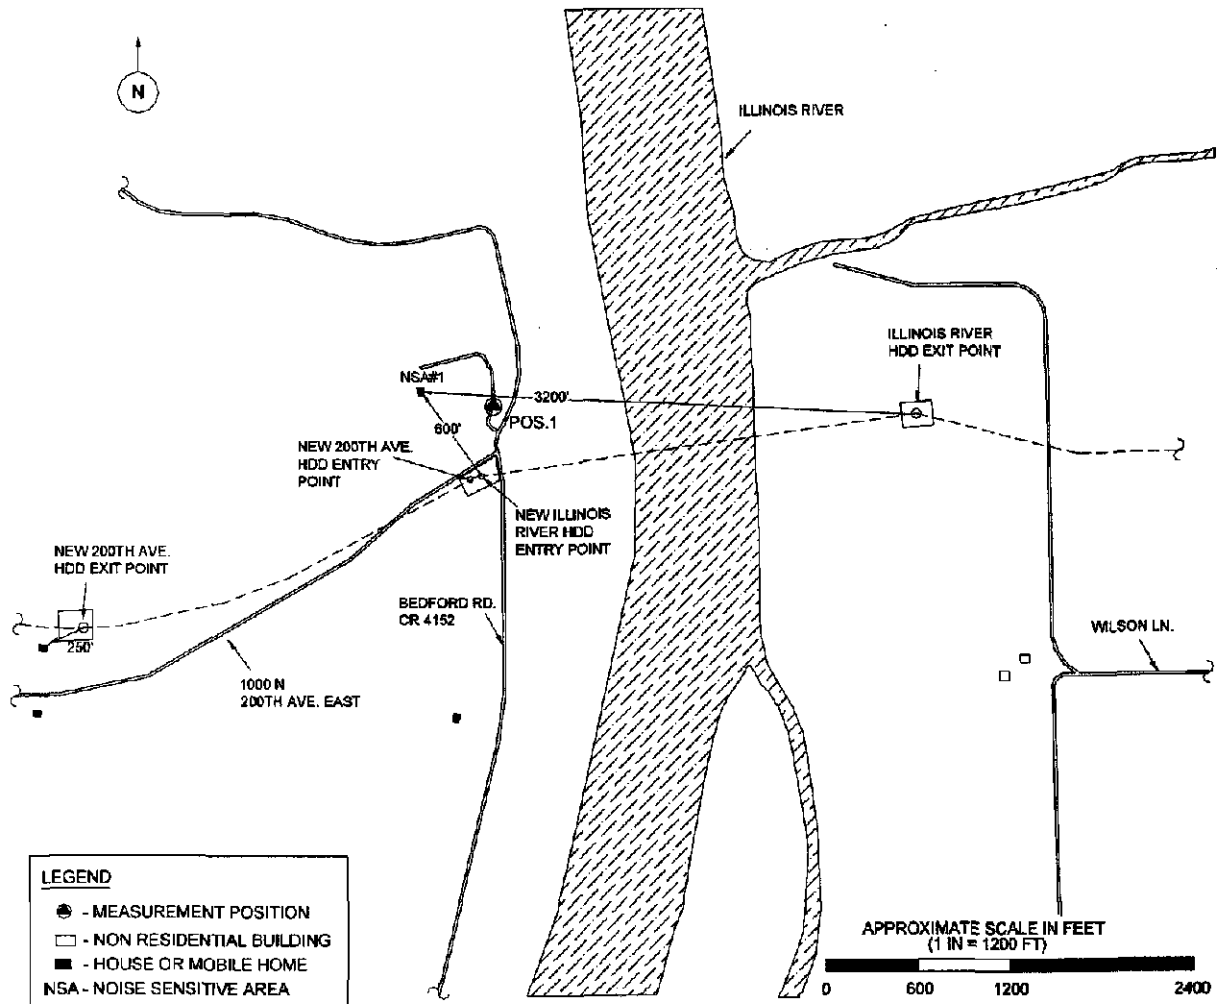 N
ILLINOIS RIVER
ILLINOIS RIVER
HDD EXIT POINT
NSA#1
3200'
POS.1
600'
NEW 200TH AVE.
HDD ENTRY
POINT
NEW ILLINOIS
RIVER HDD
ENTRY POINT
NEW 200TH AVE.
HDD EXIT POINT
250'
BEDFORD RD.
CR 4152
WILSON LN.
1000 N
200TH AVE. EAST
LEGEND
- MEASUREMENT POSITION
- NON RESIDENTIAL BUILDING
- HOUSE OR MOBILE HOME
NSA - NOISE SENSITIVE AREA
APPROXIMATE SCALE IN FEET
(1 IN = 1200 FT)
0 600 1200 2400